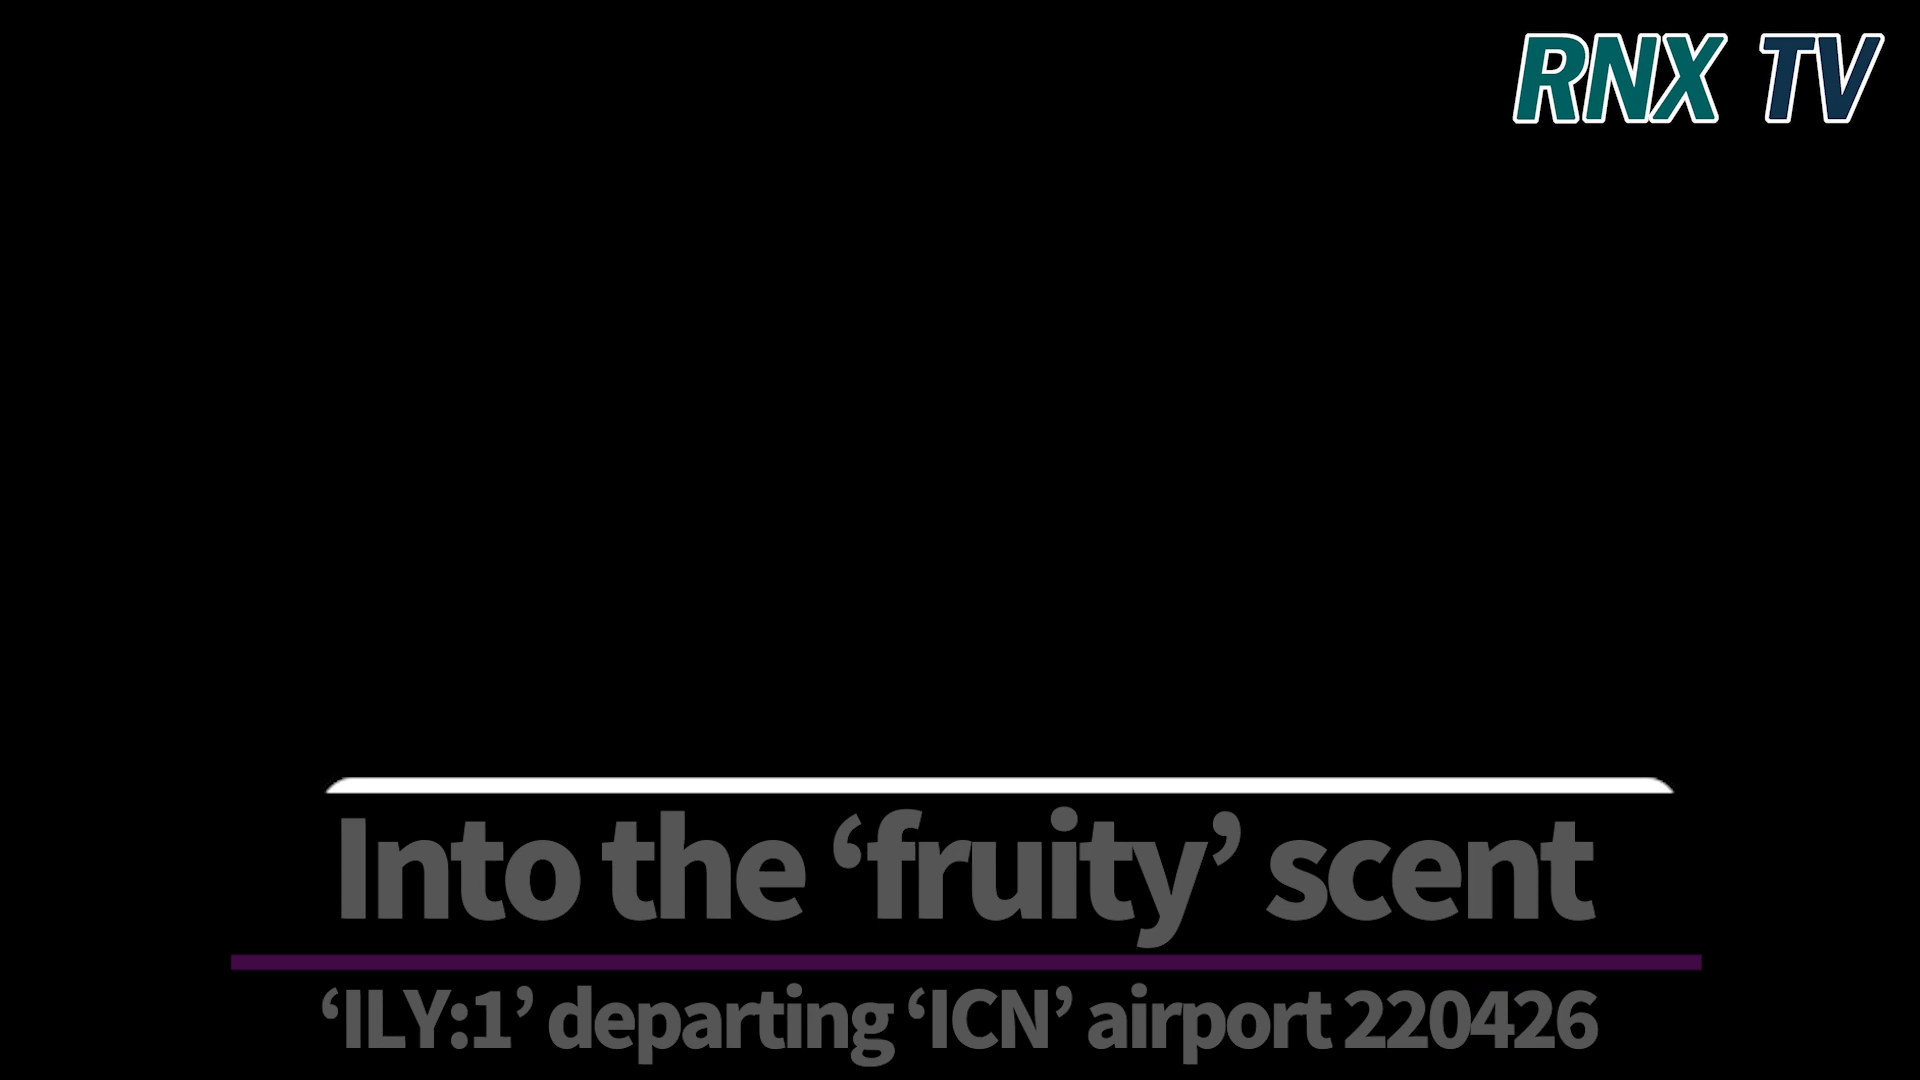 RNX TV
Into the ‘fruity’ scent
‘ILY:1’ departing ‘ICN’ airport 220426